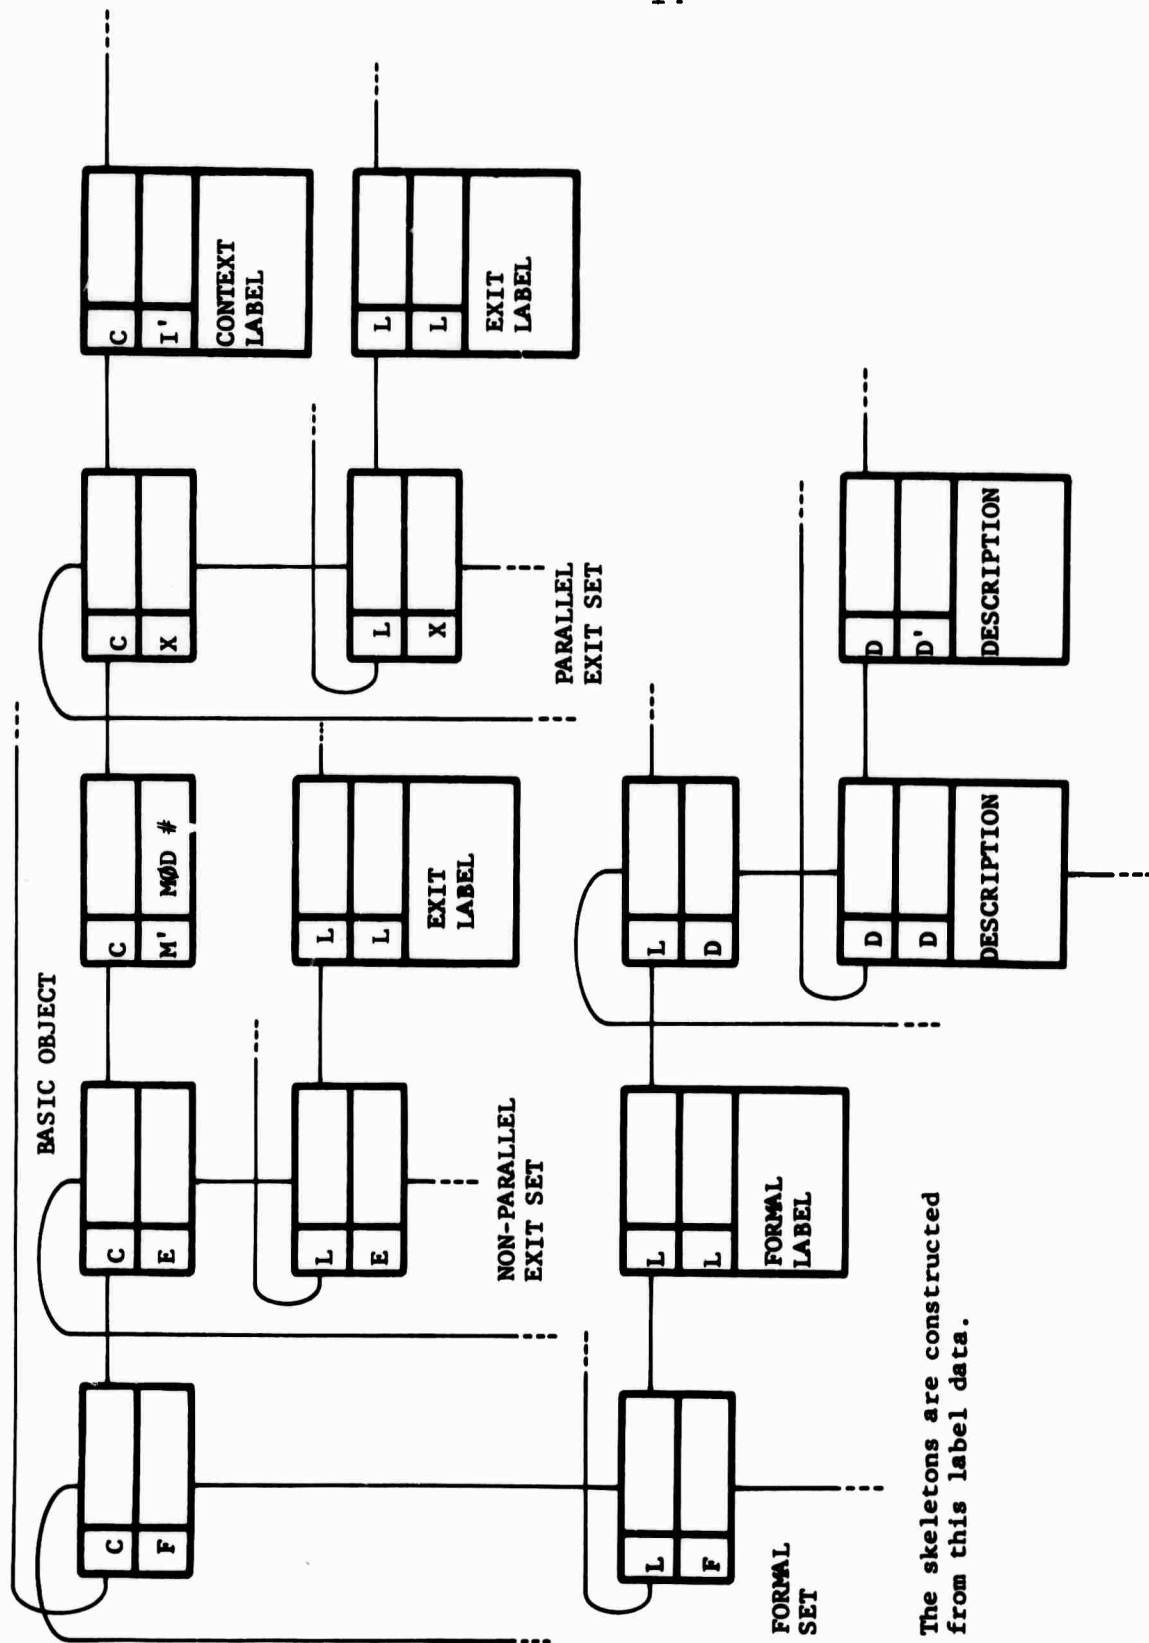 BASIC OBJECT
C
F
C
E
C
M' MØD #
C
X
C
I'
CONTEXT
LABEL
L
E
NON-PARALLEL
EXIT SET
L
L
EXIT
LABEL
L
X
PARALLEL
EXIT SET
L
L
EXIT
LABEL
L
F
FORMAL
SET
L
L
FORMAL
LABEL
L
D
D
D
DESCRIPTION
D
D'
DESCRIPTION
The skeletons are constructed
from this label data.